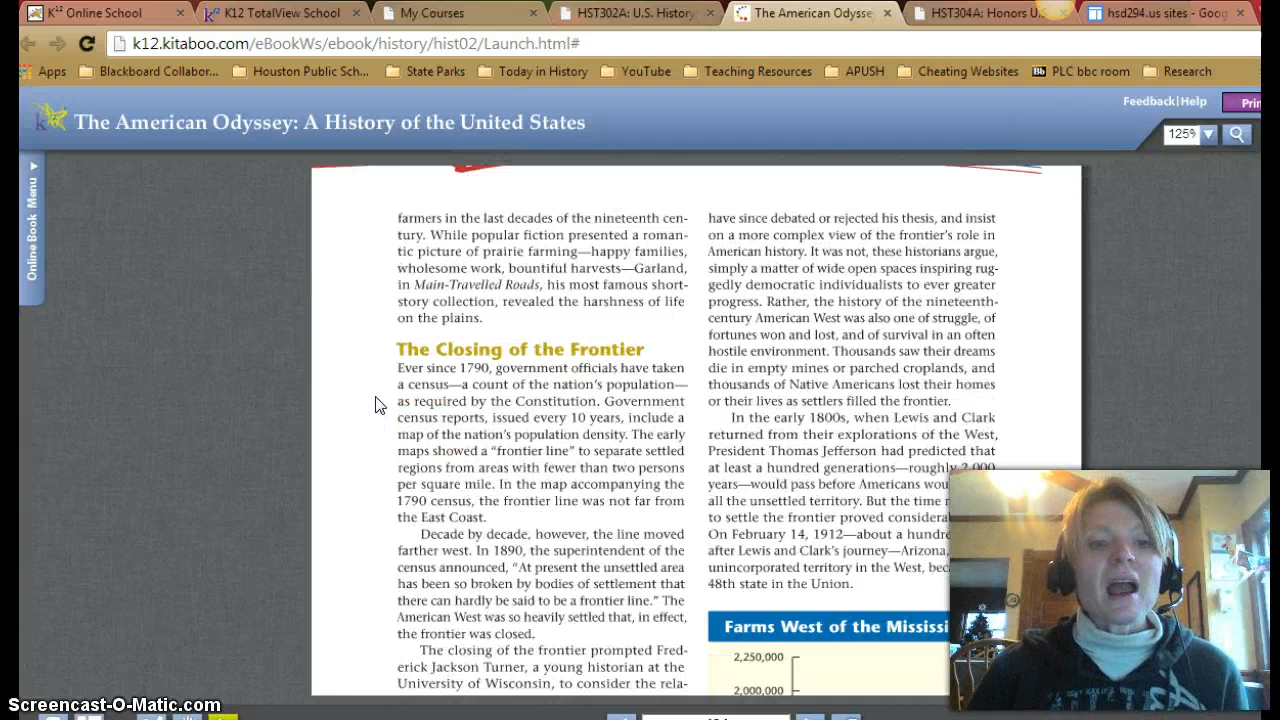 K¹² Online School
K12 TotalView School
My Courses
HST302A: U.S. History
The American Odysse
HST304A: Honors U
hsd294.us sites - Goo
k12.kitaboo.com/eBookWs/ebook/history/hist02/Launch.html#
Apps
Blackboard Collabor...
Houston Public Sch...
State Parks
Today in History
YouTube
Teaching Resources
APUSH
Cheating Websites
Bb PLC bbc room
Research
Feedback|Help
Prin
k
The American Odyssey: A History of the United States
125%
Online Book Menu
farmers in the last decades of the nineteenth cen-
tury. While popular fiction presented a roman-
tic picture of prairie farming—happy families,
wholesome work, bountiful harvests—Garland,
in Main-Travelled Roads, his most famous short-
story collection, revealed the harshness of life
on the plains.
The Closing of the Frontier
Ever since 1790, government officials have taken
a census—a count of the nation's population—
as required by the Constitution. Government
census reports, issued every 10 years, include a
map of the nation's population density. The early
maps showed a “frontier line” to separate settled
regions from areas with fewer than two persons
per square mile. In the map accompanying the
1790 census, the frontier line was not far from
the East Coast.
Decade by decade, however, the line moved
farther west. In 1890, the superintendent of the
census announced, “At present the unsettled area
has been so broken by bodies of settlement that
there can hardly be said to be a frontier line.” The
American West was so heavily settled that, in effect,
the frontier was closed.
The closing of the frontier prompted Fred-
erick Jackson Turner, a young historian at the
University of Wisconsin, to consider the rela-
have since debated or rejected his thesis, and insist
on a more complex view of the frontier's role in
American history. It was not, these historians argue,
simply a matter of wide open spaces inspiring rug-
gedly democratic individualists to ever greater
progress. Rather, the history of the nineteenth-
century American West was also one of struggle, of
fortunes won and lost, and of survival in an often
hostile environment. Thousands saw their dreams
die in empty mines or parched croplands, and
thousands of Native Americans lost their homes
or their lives as settlers filled the frontier.
In the early 1800s, when Lewis and Clark
returned from their explorations of the West,
President Thomas Jefferson had predicted that
at least a hundred generations—roughly 2,000
years—would pass before Americans wou
all the unsettled territory. But the time
to settle the frontier proved considera
On February 14, 1912—about a hundre
after Lewis and Clark's journey—Arizona,
unincorporated territory in the West, bec
48th state in the Union.
Farms West of the Mississi
2,250,000
2,000,000
Screencast-O-Matic.com